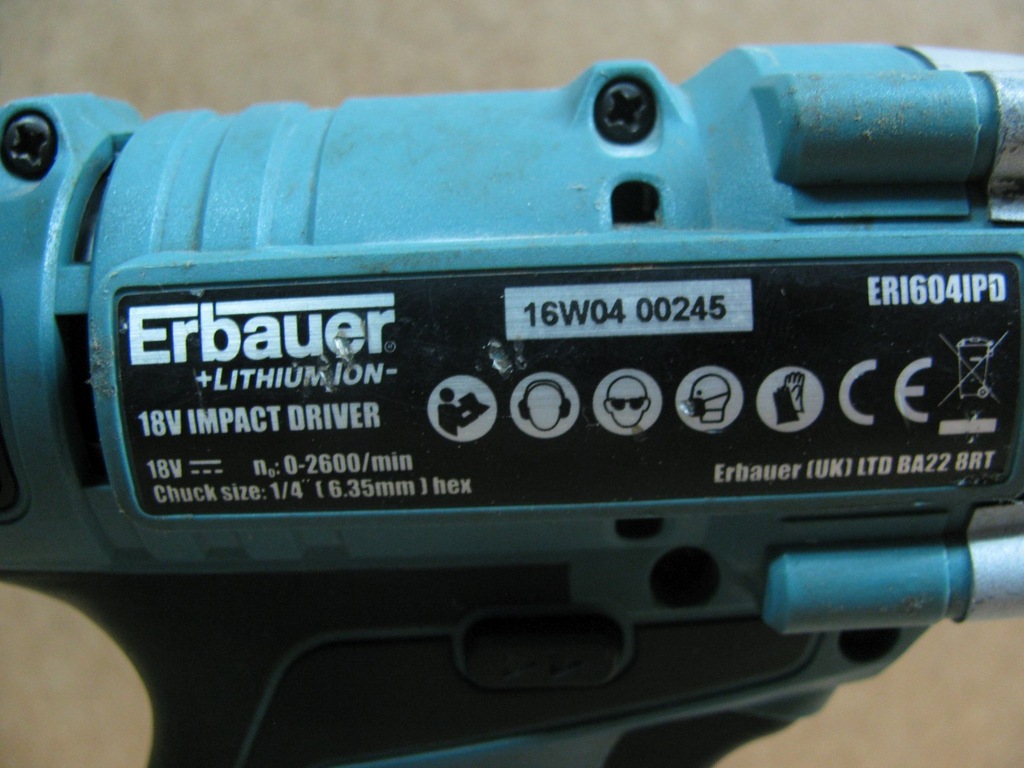 Erbauer
+LITHIUM ION-
18V IMPACT DRIVER
18V n₀: 0-2600/min
Chuck size: 1/4" (6.35mm) hex
16W04 00245
ERI604IPD
CE
Erbauer (UK) LTD BA22 8RT